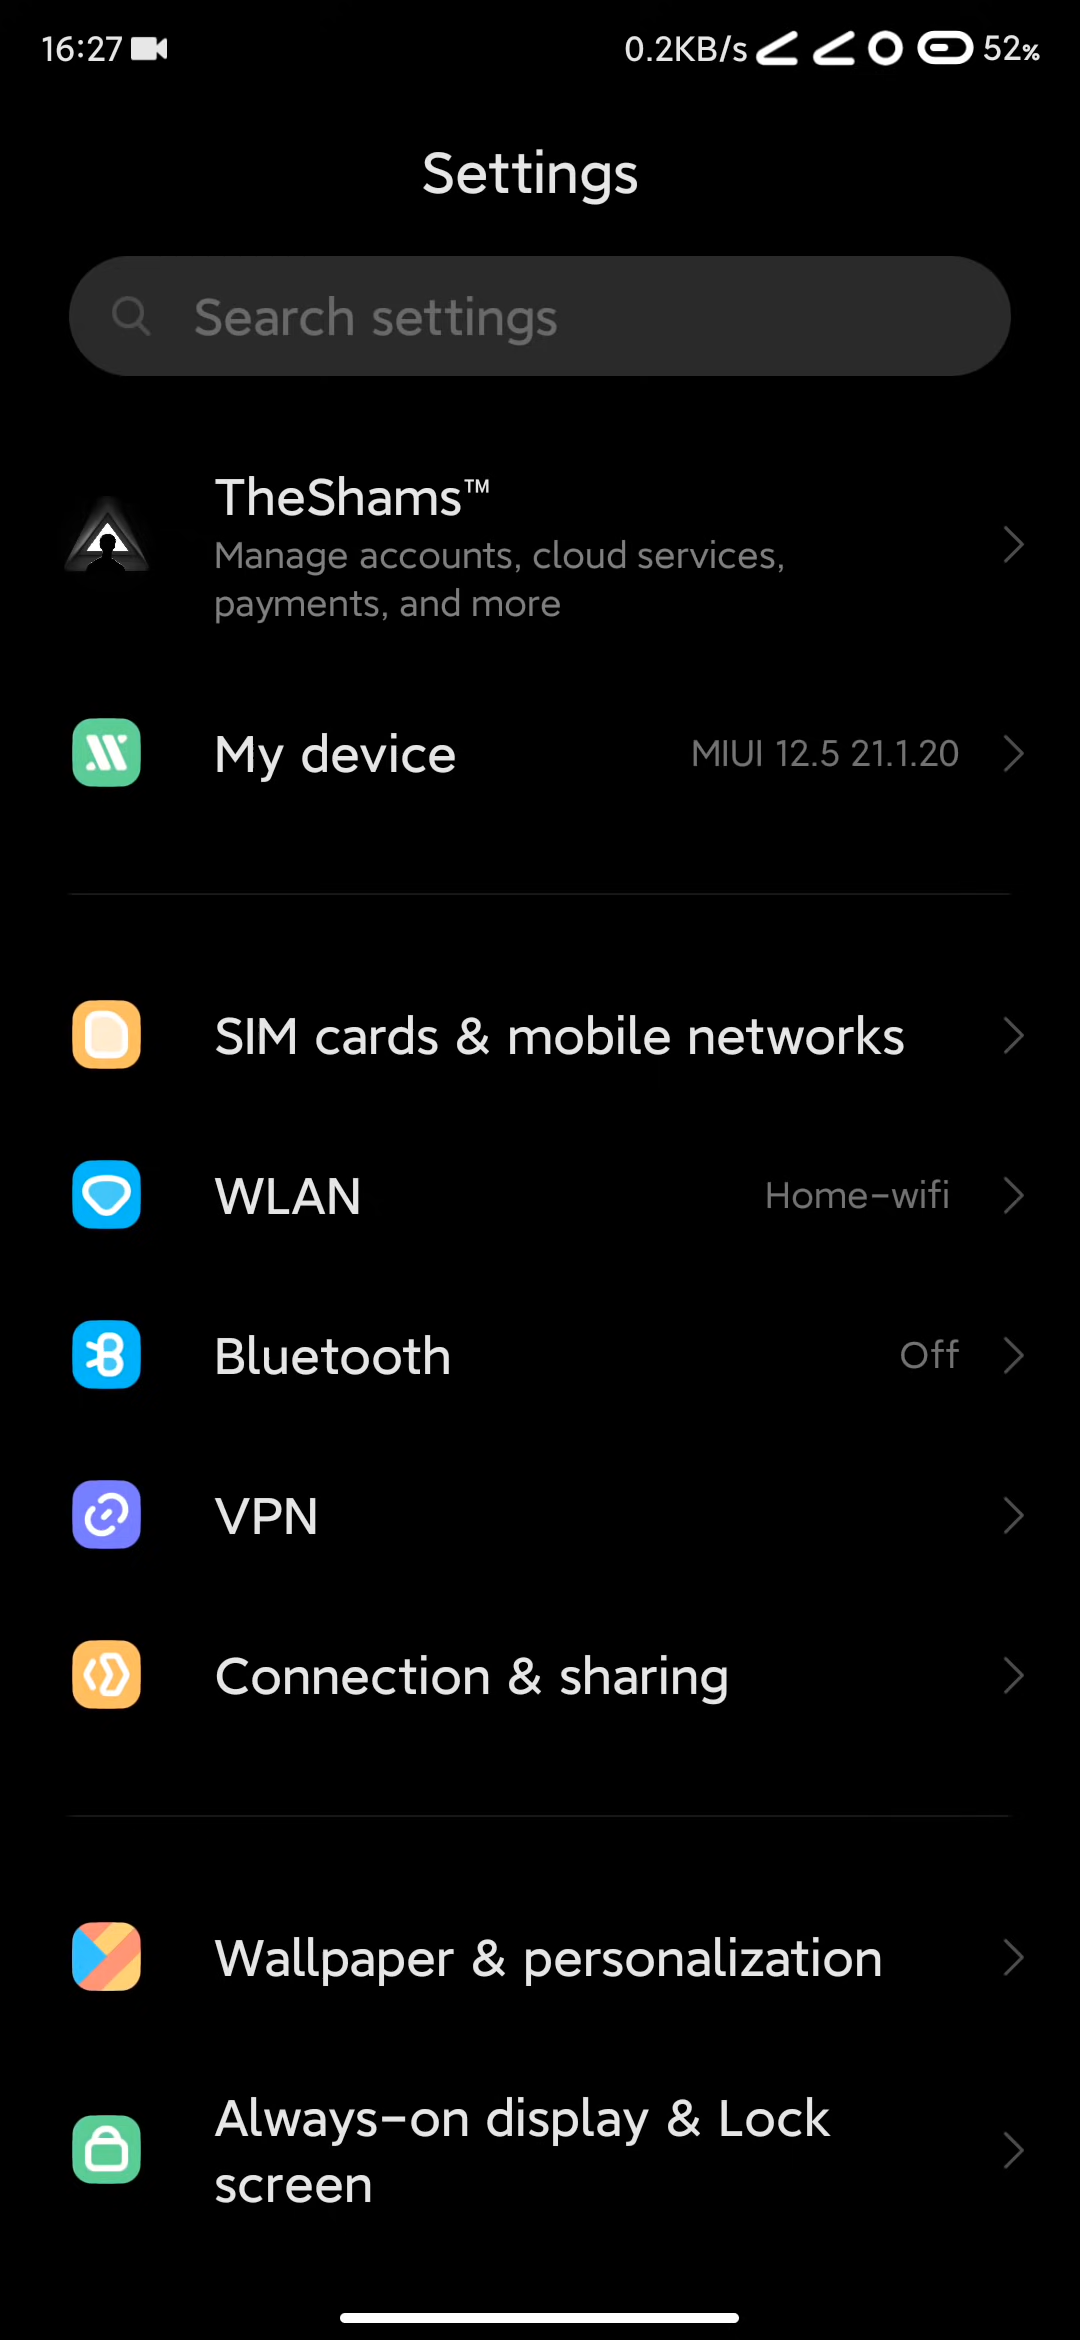 16:27 0.2KB/s 52%
Settings
Search settings
TheShams™
Manage accounts, cloud services,
payments, and more
My device MIUI 12.5 21.1.20
SIM cards & mobile networks
WLAN Home-wifi
Bluetooth Off
VPN
Connection & sharing
Wallpaper & personalization
Always-on display & Lock
screen